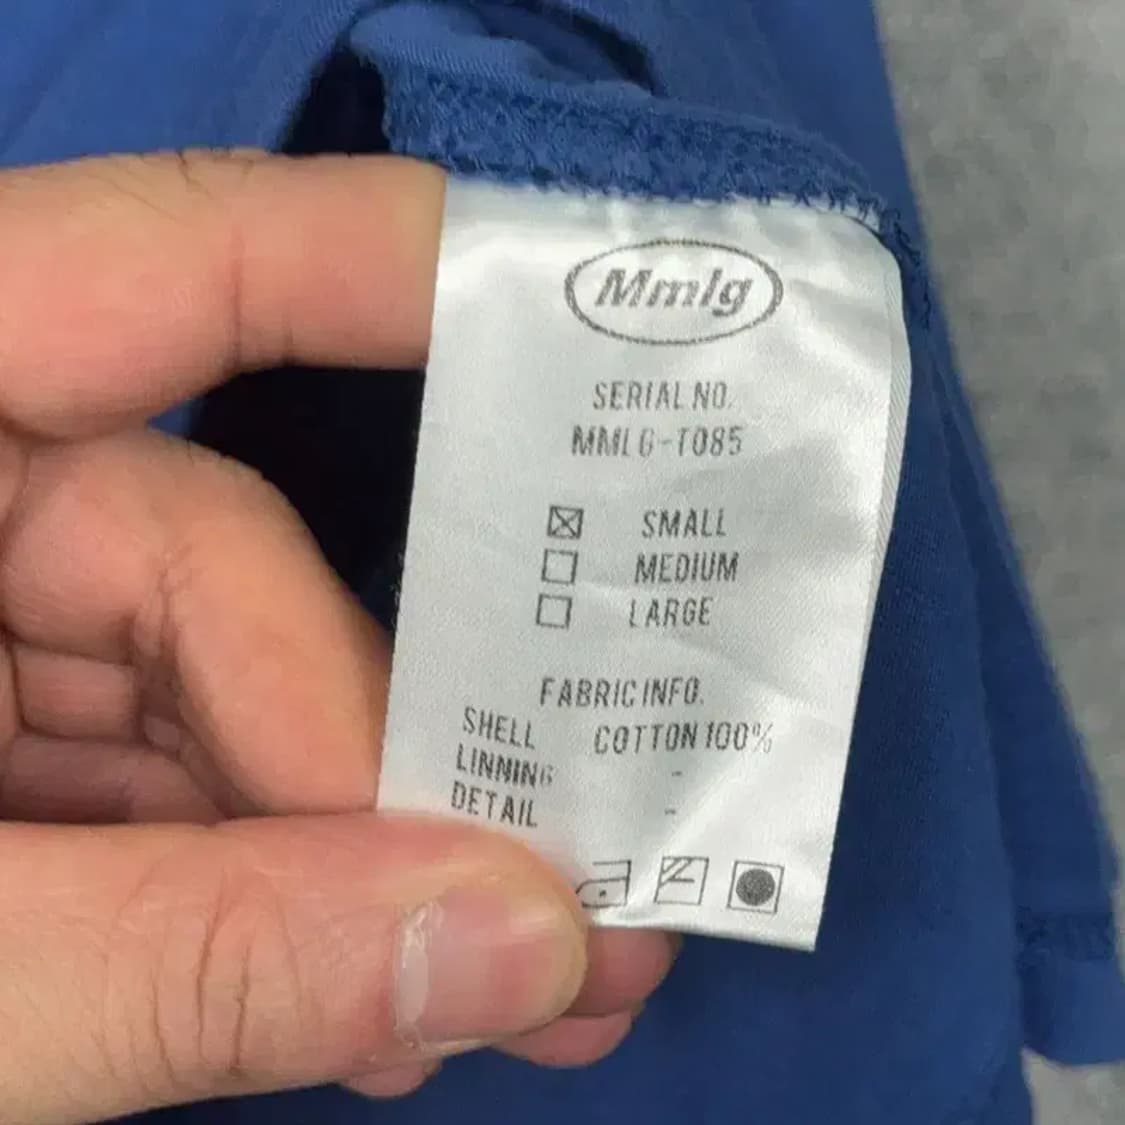 Mmlg
SERIAL NO.
MMLG-T085
SMALL
MEDIUM
LARGE
FABRIC INFO.
SHELL COTTON 100%
LINNING -
DETAIL -